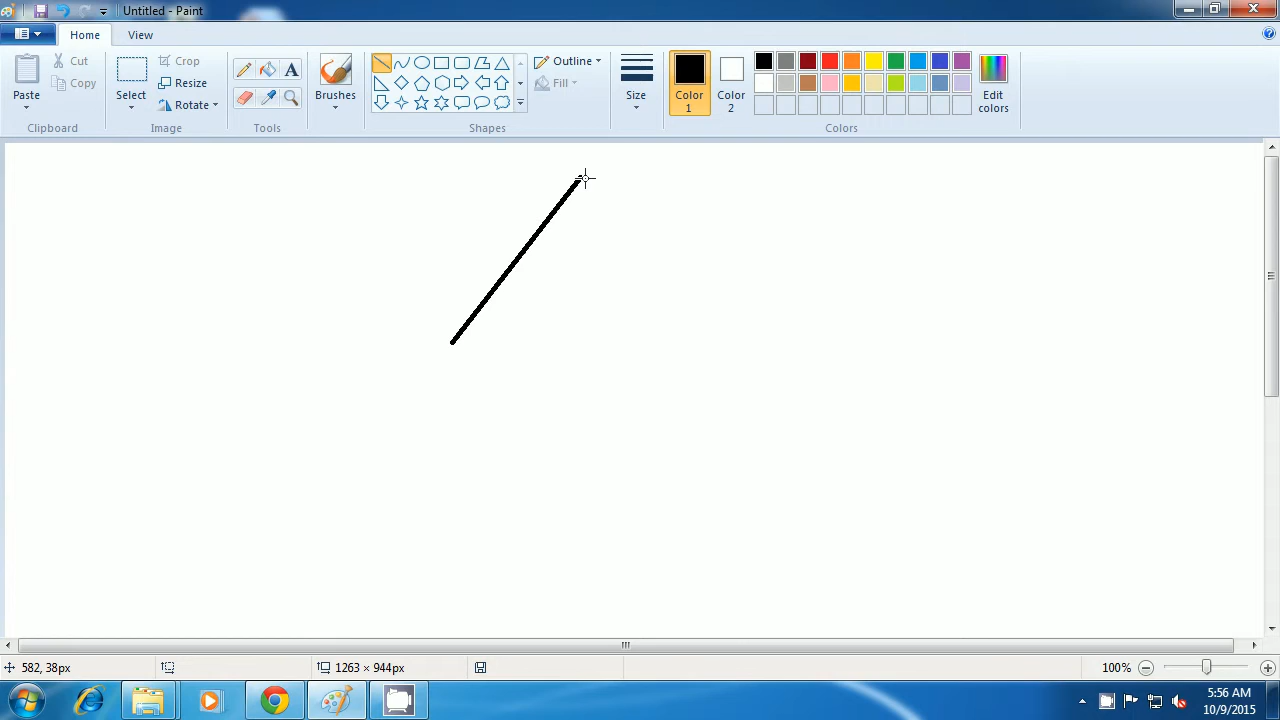 Untitled - Paint
Home View
Paste
Cut
Copy
Clipboard
Select
Crop
Resize
Rotate
Image
A
Tools
Brushes
Outline
Fill
Shapes
Size
Color 1
Color 2
Edit colors
Colors
582, 38px
1263 × 944px
100%
5:56 AM
10/9/2015